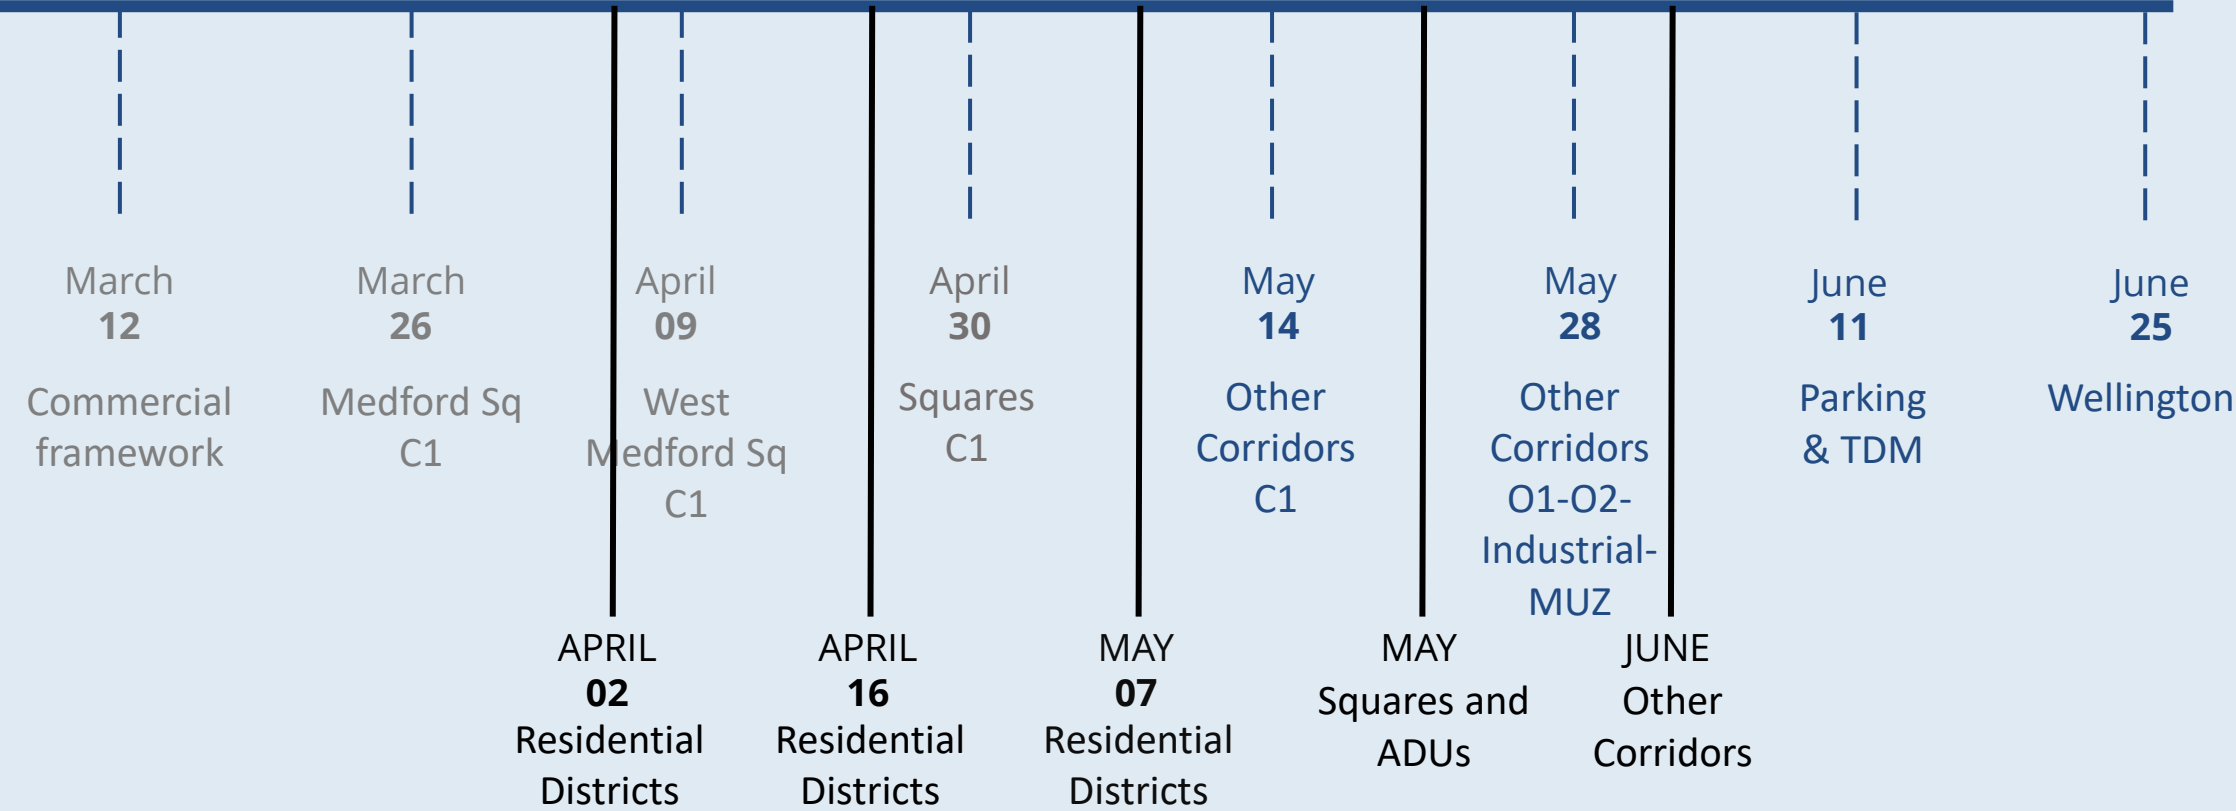 March
12
Commercial
framework
March
26
Medford Sq
C1
April
09
West
Medford Sq
C1
April
30
Squares
C1
May
14
Other
Corridors
C1
May
28
Other
Corridors
O1-O2-
Industrial-
MUZ
June
11
Parking
& TDM
June
25
Wellington
APRIL
02
Residential
Districts
APRIL
16
Residential
Districts
MAY
07
Residential
Districts
MAY
Squares and
ADUs
JUNE
Other
Corridors